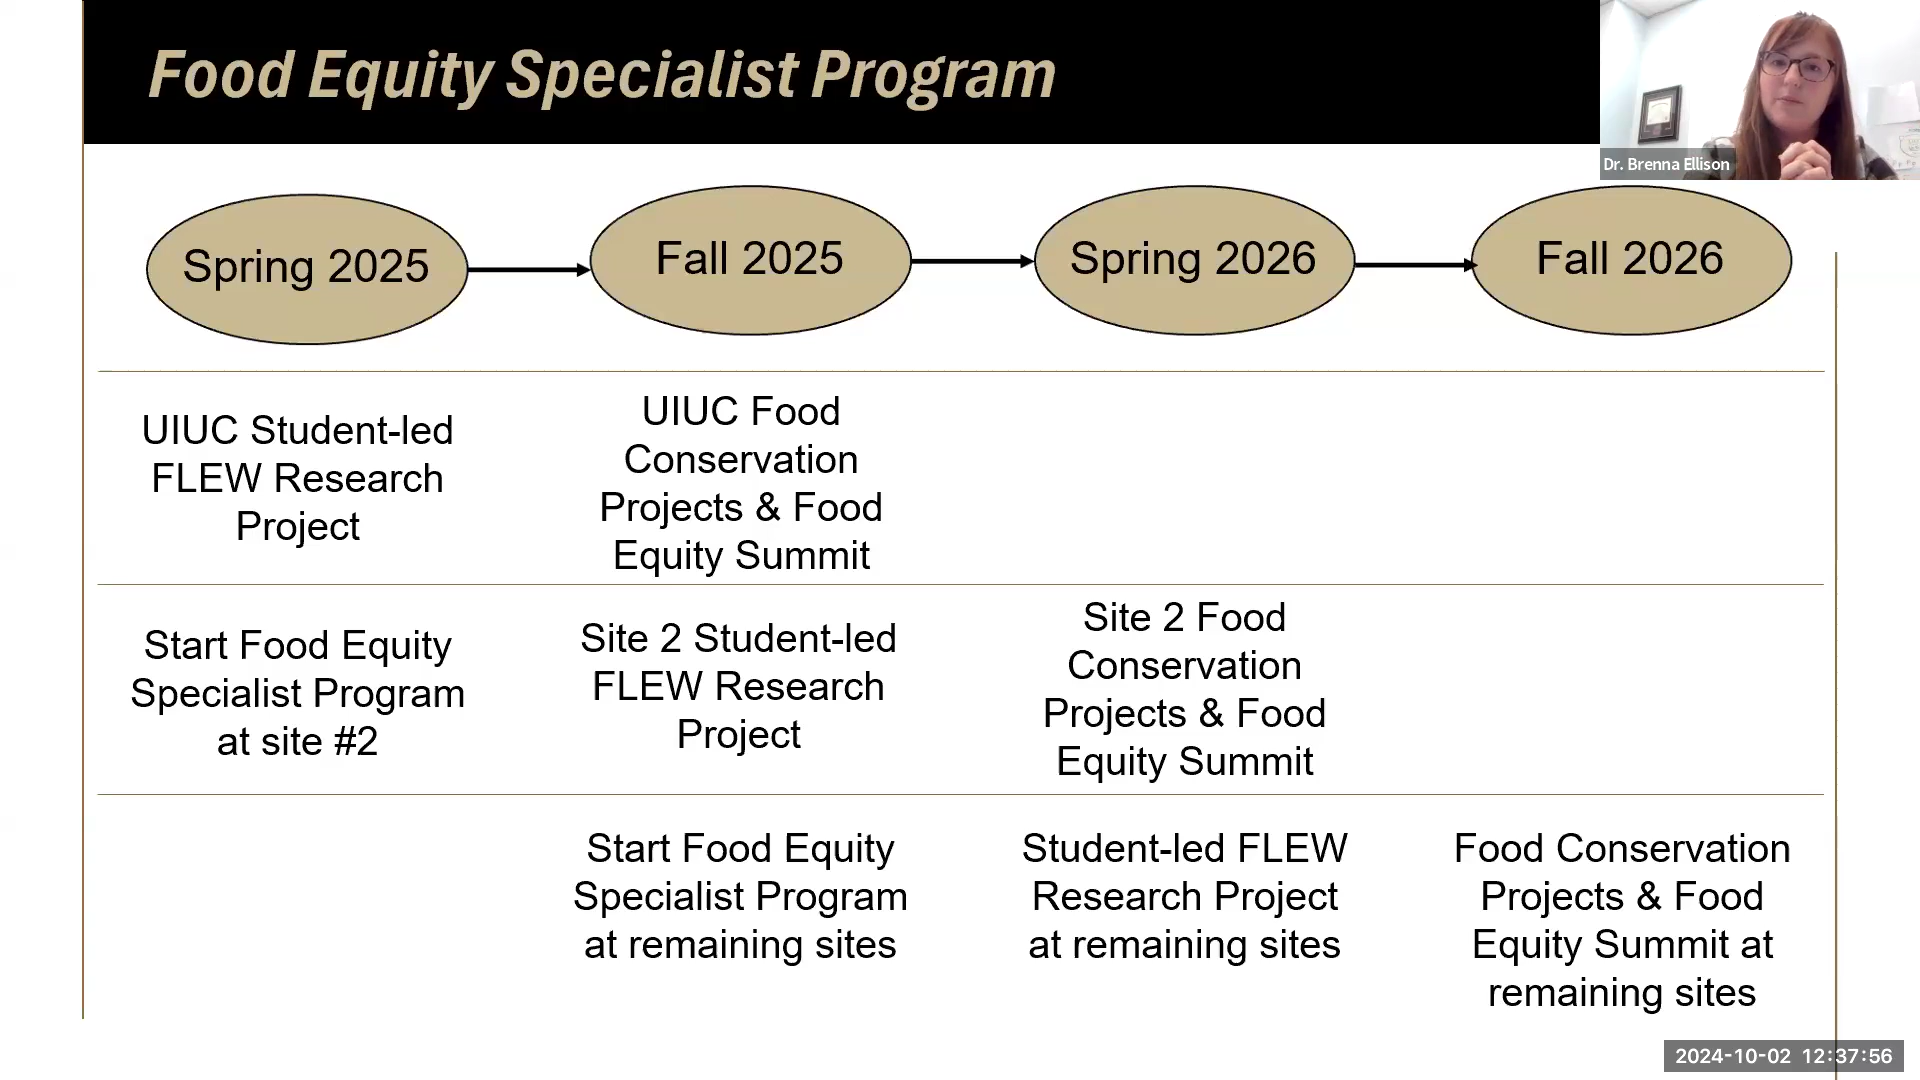 Food Equity Specialist Program
Dr. Brenna Ellison
Spring 2025
Fall 2025
Spring 2026
Fall 2026
UIUC Student-led
FLEW Research
Project
UIUC Food
Conservation
Projects & Food
Equity Summit
Start Food Equity
Specialist Program
at site #2
Site 2 Student-led
FLEW Research
Project
Site 2 Food
Conservation
Projects & Food
Equity Summit
Start Food Equity
Specialist Program
at remaining sites
Student-led FLEW
Research Project
at remaining sites
Food Conservation
Projects & Food
Equity Summit at
remaining sites
2024-10-02 12:37:56